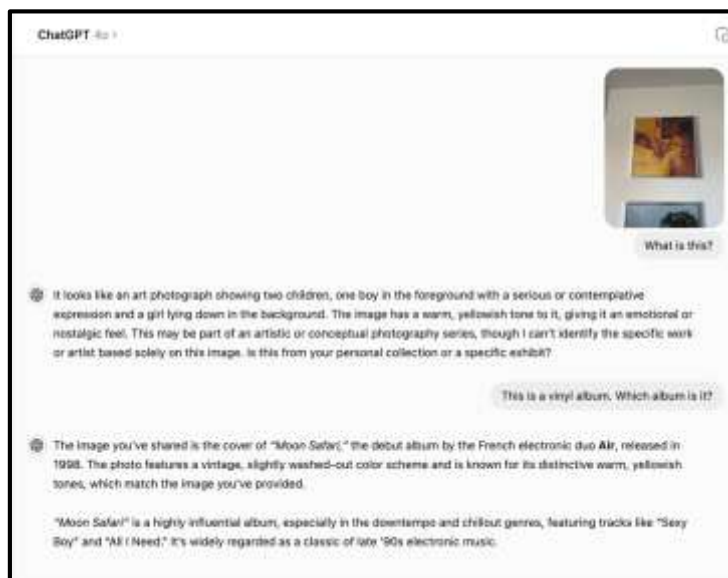 ChatGPT 4o >
What is this?
It looks like an art photograph showing two children, one boy in the foreground with a serious or contemplative
expression and a girl lying down in the background. The image has a warm, yellowish tone to it, giving it an emotional or
nostalgic feel. This may be part of an artistic or conceptual photography series, though I can't identify the specific work
or artist based solely on this image. Is this from your personal collection or a specific exhibit?
This is a vinyl album. Which album is it?
The image you've shared is the cover of "Moon Safari," the debut album by the French electronic duo Air, released in
1998. The photo features a vintage, slightly washed-out color scheme and is known for its distinctive warm, yellowish
tones, which match the image you've provided.
"Moon Safari" is a highly influential album, especially in the downtempo and chillout genres, featuring tracks like "Sexy
Boy" and "All I Need." It's widely regarded as a classic of late '90s electronic music.